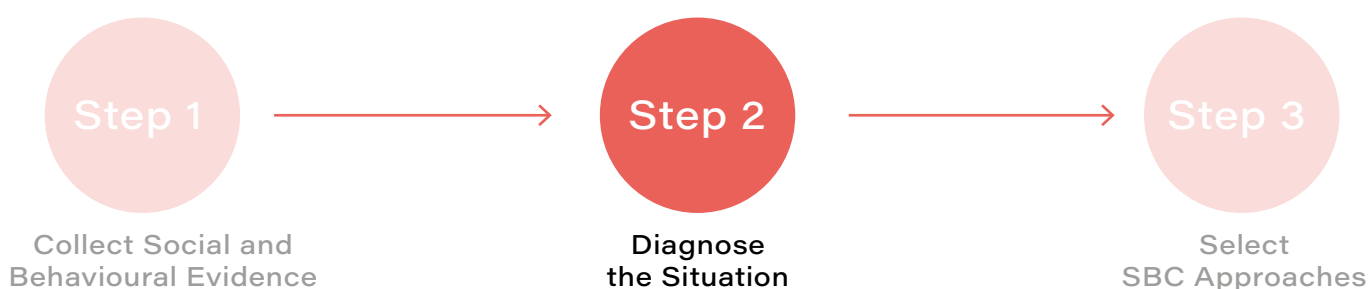 Step 1
Step 2
Step 3
Collect Social and
Behavioural Evidence
Diagnose
the Situation
Select
SBC Approaches